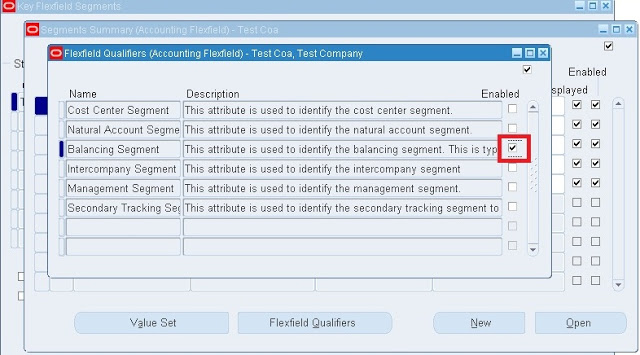 Key Flexfield Segments
Segments Summary (Accounting Flexfield) - Test Coa
Flexfield Qualifiers (Accounting Flexfield) - Test Coa, Test Company
Enabled
St
splayed
Name Description Enabled
Cost Center Segment This attribute is used to identify the cost center segment.
Natural Account Segme This attribute is used to identify the natural account segment.
Balancing Segment This attribute is used to identify the balancing segment. This is typ
Intercompany Segment This attribute is used to identify the intercompany segment
Management Segment This attribute is used to identify the management segment.
Secondary Tracking Seg This attribute is used to identify the secondary tracking segment to
Value Set Flexfield Qualifiers New Open